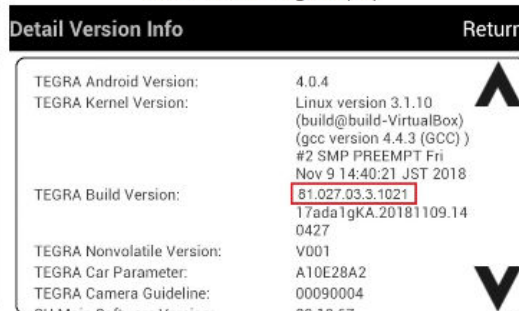 Detail Version Info Return
TEGRA Android Version: 4.0.4
TEGRA Kernel Version: Linux version 3.1.10
(build@build-VirtualBox)
(gcc version 4.4.3 (GCC) )
#2 SMP PREEMPT Fri
Nov 9 14:40:21 JST 2018
TEGRA Build Version: 81.027.03.3.1021
17ada1gKA.20181109.14
0427
TEGRA Nonvolatile Version: V001
TEGRA Car Parameter: A10E28A2
TEGRA Camera Guideline: 00090004